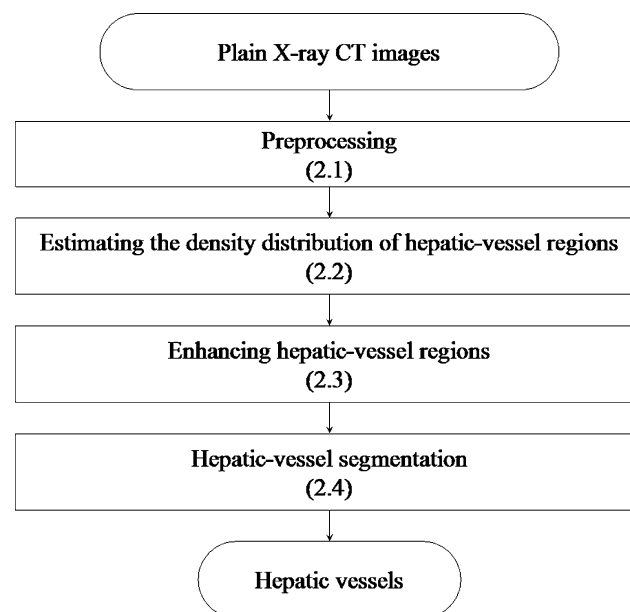 Plain X-ray CT images
Preprocessing
(2.1)
Estimating the density distribution of hepatic-vessel regions
(2.2)
Enhancing hepatic-vessel regions
(2.3)
Hepatic-vessel segmentation
(2.4)
Hepatic vessels